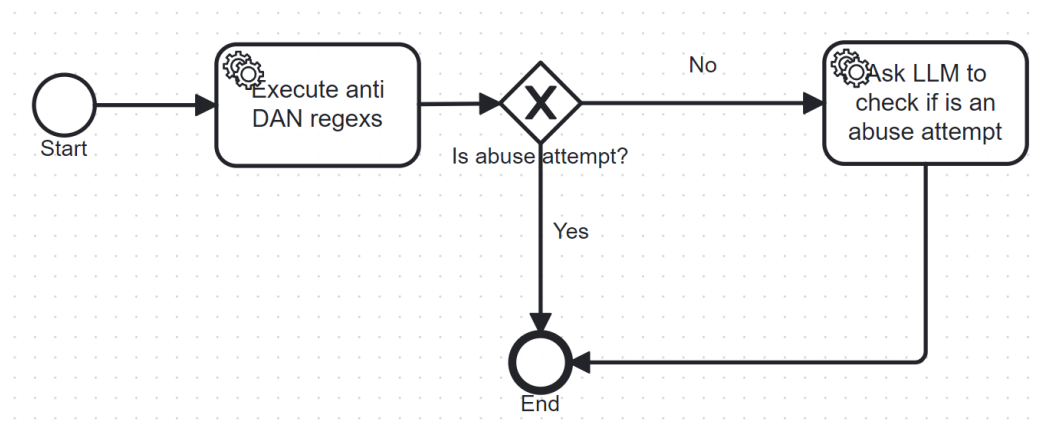 Start
Execute anti
DAN regexs
Is abuse attempt?
No
Yes
Ask LLM to
check if is an
abuse attempt
End